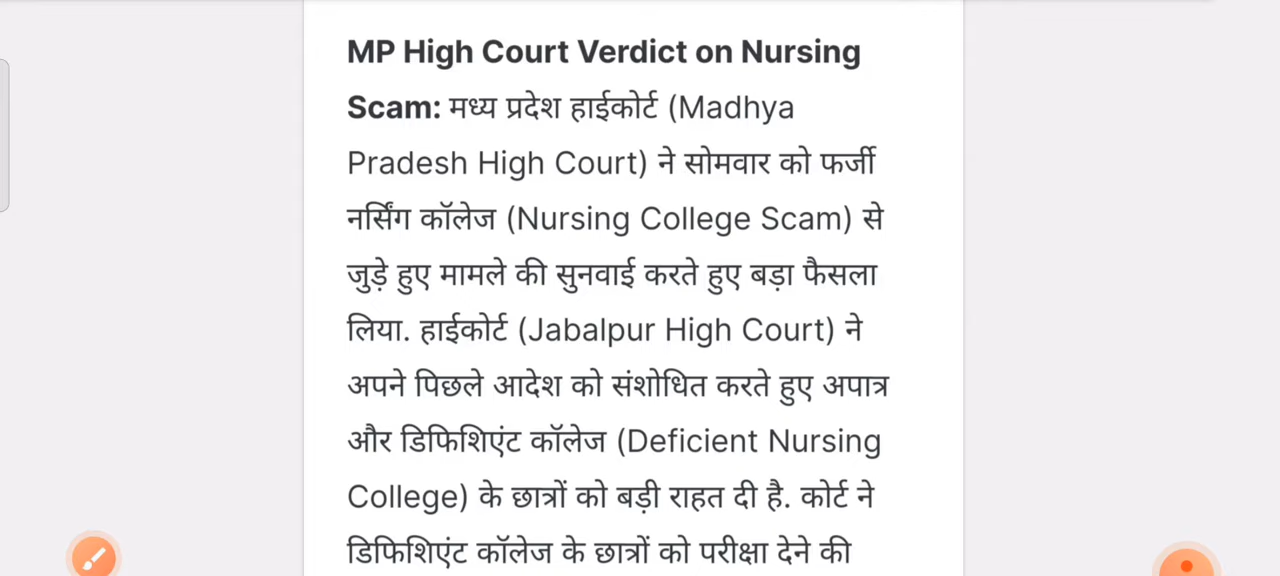 MP High Court Verdict on Nursing
Scam: मध्य प्रदेश हाईकोर्ट (Madhya
Pradesh High Court) ने सोमवार को फर्जी
नर्सिंग कॉलेज (Nursing College Scam) से
जुड़े हुए मामले की सुनवाई करते हुए बड़ा फैसला
लिया. हाईकोर्ट (Jabalpur High Court) ने
अपने पिछले आदेश को संशोधित करते हुए अपात्र
और डिफिशिएंट कॉलेज (Deficient Nursing
College) के छात्रों को बड़ी राहत दी है. कोर्ट ने
डिफिशिएंट कॉलेज के छात्रों को परीक्षा देने की